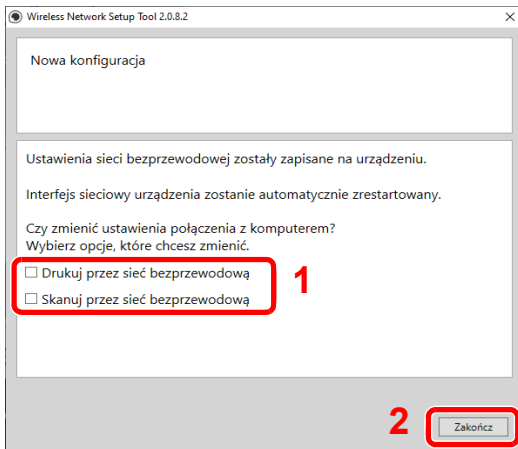 Wireless Network Setup Tool 2.0.8.2
Nowa konfiguracja
Ustawienia sieci bezprzewodowej zostały zapisane na urządzeniu.
Interfejs sieciowy urządzenia zostanie automatycznie zrestartowany.
Czy zmienić ustawienia połączenia z komputerem?
Wybierz opcje, które chcesz zmienić.
Drukuj przez sieć bezprzewodową
Skanuj przez sieć bezprzewodową
1
2
Zakończ